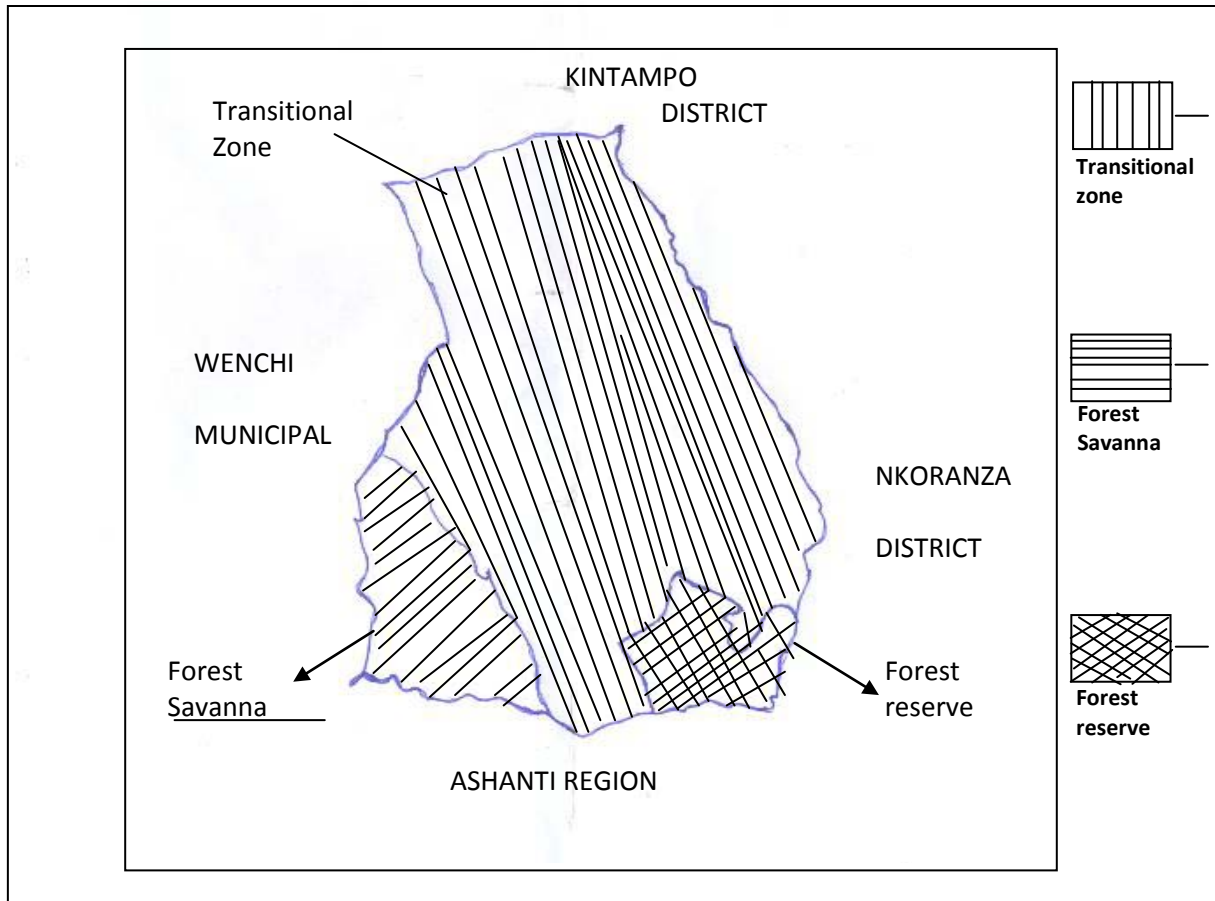 KINTAMPO
DISTRICT
Transitional
Zone
WENCHI
MUNICIPAL
NKORANZA
DISTRICT
Forest
Savanna
Forest
reserve
ASHANTI REGION
Transitional
zone
Forest
Savanna
Forest
reserve